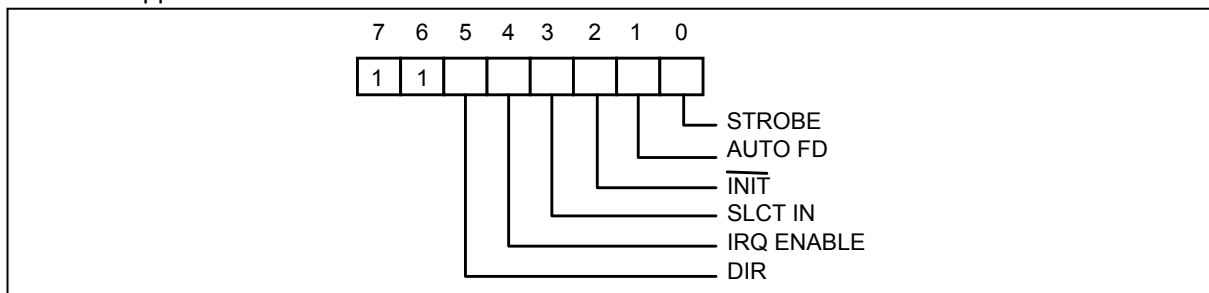 7 6 5 4 3 2 1 0
1 1
STROBE
AUTO FD
INIT
SLCT IN
IRQ ENABLE
DIR